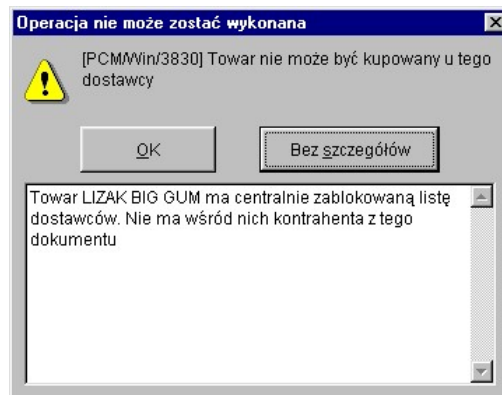 Operacja nie może zostać wykonana
[PCM/Win/3830] Towar nie może być kupowany u tego
dostawcy
OK
Bez szczegółów
Towar LIZAK BIG GUM ma centralnie zablokowaną listę
dostawców. Nie ma wśród nich kontrahenta z tego
dokumentu